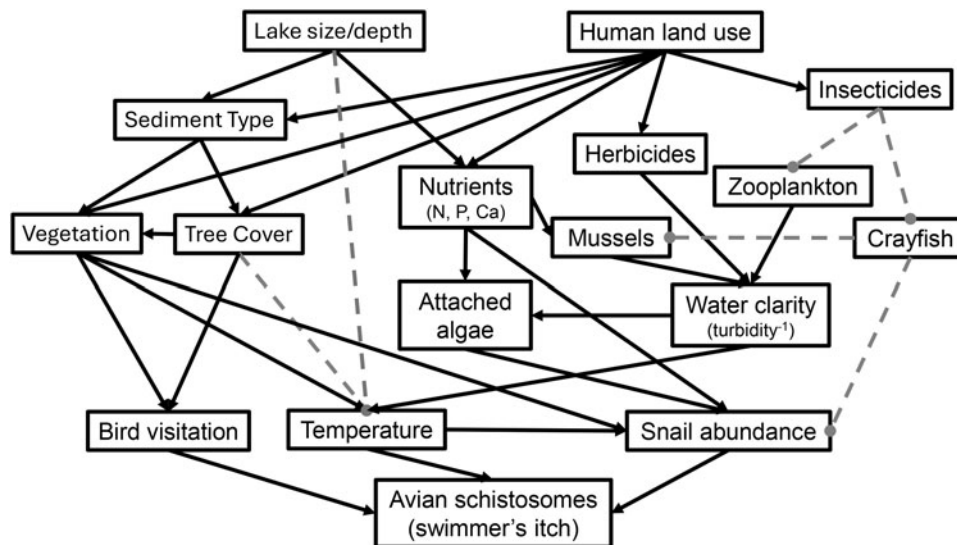 Lake size/depth
Human land use
Insecticides
Sediment Type
Herbicides
Nutrients
(N, P, Ca)
Zooplankton
Vegetation
Tree Cover
Mussels
Crayfish
Attached
algae
Water clarity
(turbidity⁻¹)
Bird visitation
Temperature
Snail abundance
Avian schistosomes
(swimmer's itch)